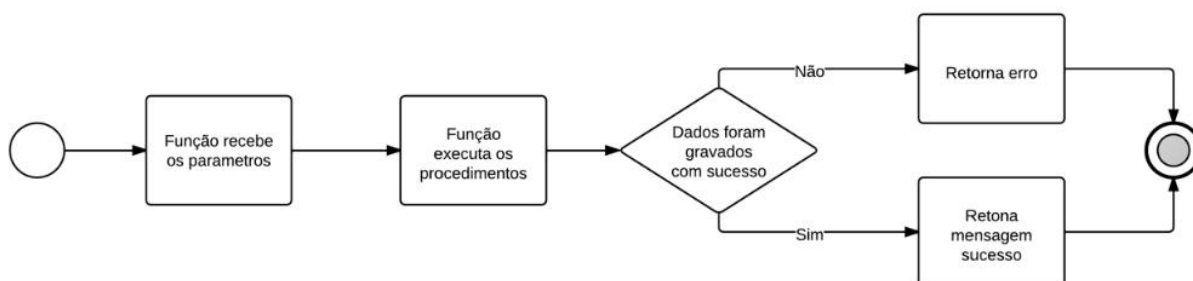 Função recebe
os parametros
Função
executa os
procedimentos
Dados foram
gravados
com sucesso
Não
Retorna erro
Sim
Retona
mensagem
sucesso